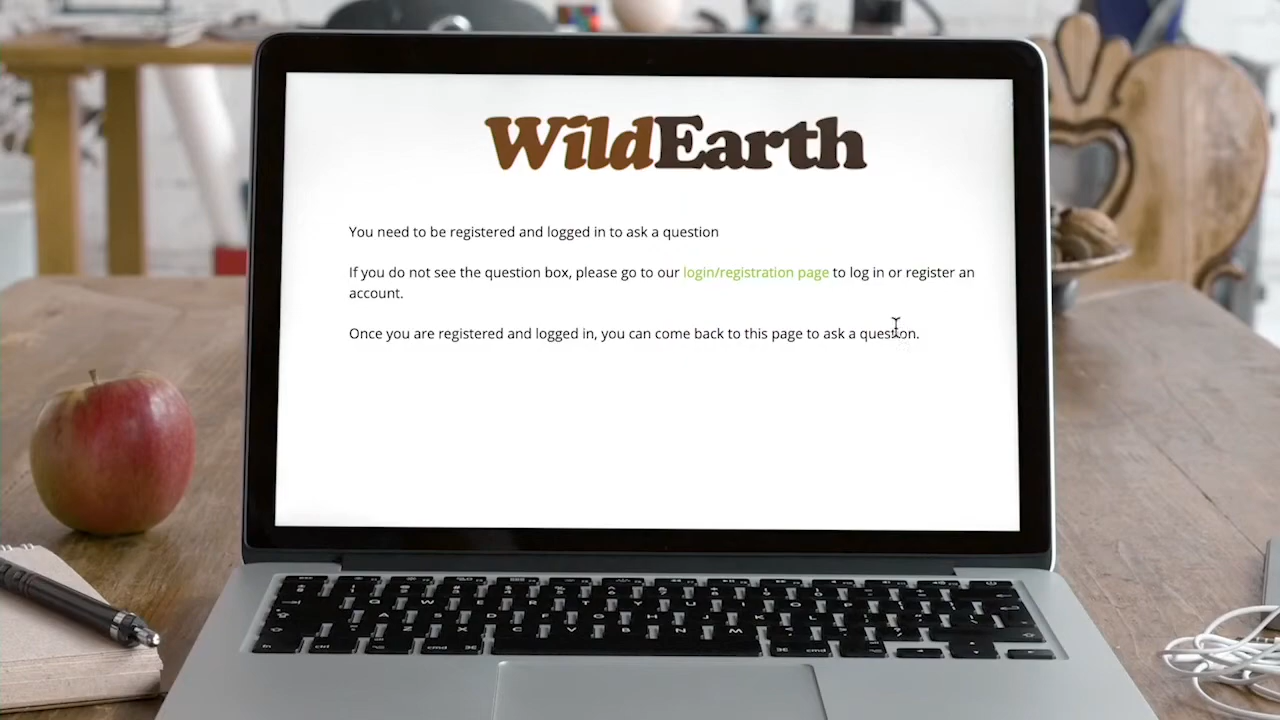 WildEarth
You need to be registered and logged in to ask a question
If you do not see the question box, please go to our login/registration page to log in or register an
account.
Once you are registered and logged in, you can come back to this page to ask a question.